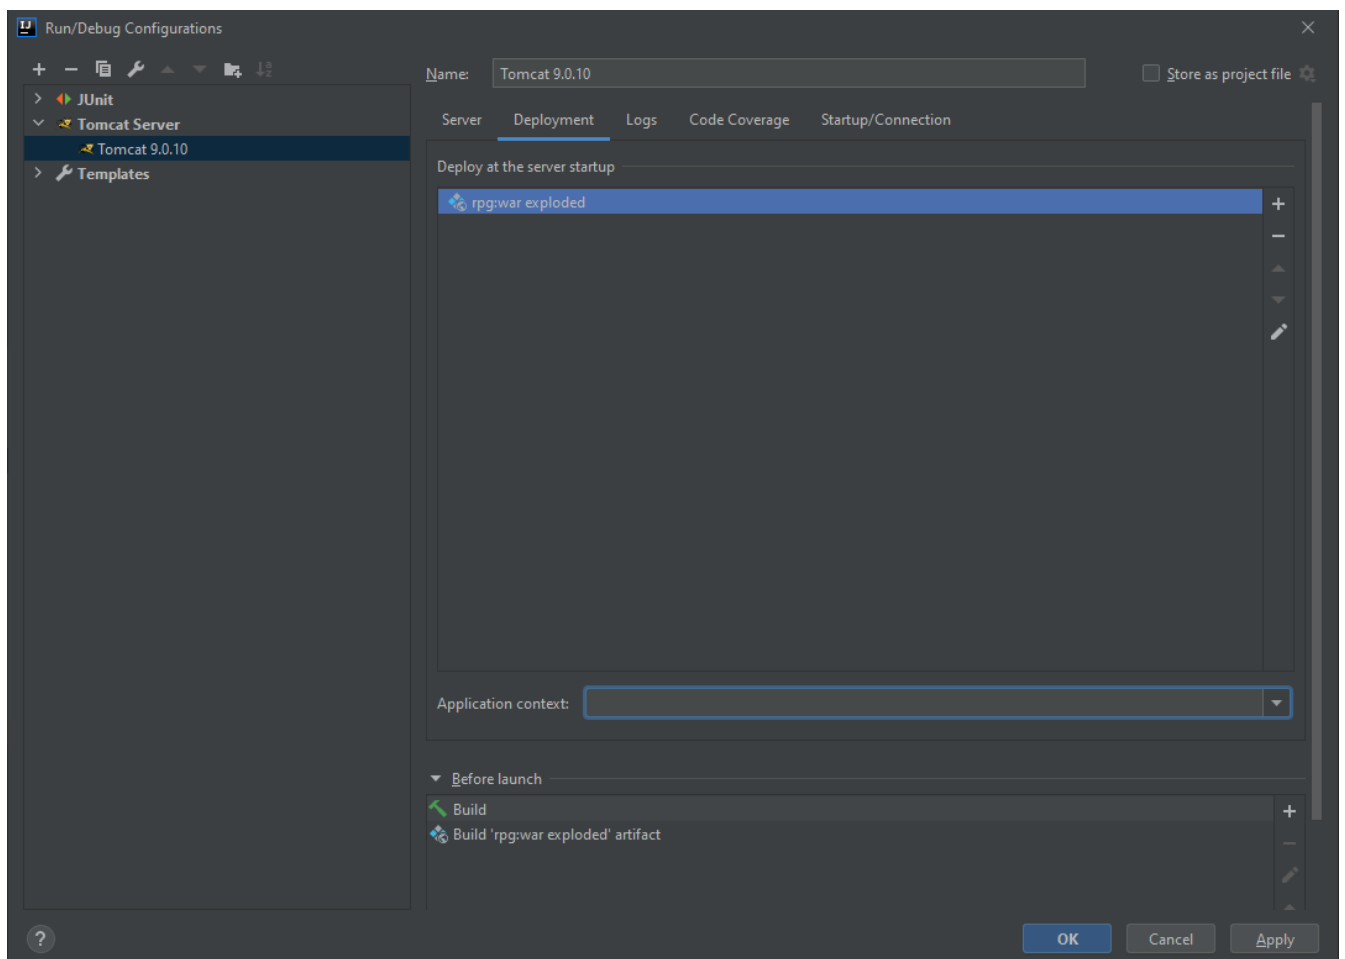 Run/Debug Configurations
Name: Tomcat 9.0.10
Store as project file
JUnit
Tomcat Server
Tomcat 9.0.10
Templates
Server Deployment Logs Code Coverage Startup/Connection
Deploy at the server startup
rpg:war exploded
Application context:
Before launch
Build
Build 'rpg:war exploded' artifact
? OK Cancel Apply